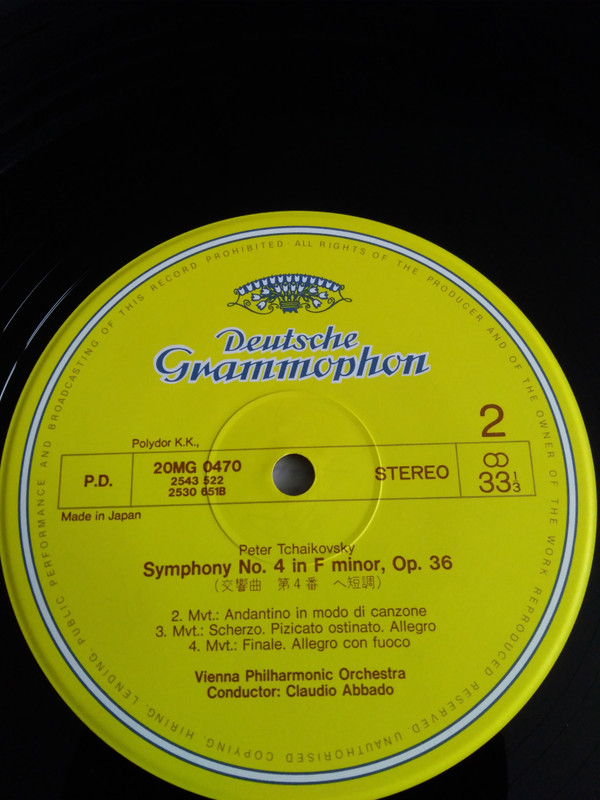 Deutsche
Grammophon
2
Polydor K.K.,
P.D.
20MG 0470
2543 522
2530 651B
STEREO
33 1/3
Made in Japan
Peter Tchaikovsky
Symphony No. 4 in F minor, Op. 36
(交響曲 第4番 ヘ短調)
2. Mvt.: Andantino in modo di canzone
3. Mvt.: Scherzo. Pizicato ostinato. Allegro
4. Mvt.: Finale. Allegro con fuoco
Vienna Philharmonic Orchestra
Conductor: Claudio Abbado
ALL RIGHTS OF THE PRODUCER AND OF THE OWNER OF THE WORK REPRODUCED RESERVED. UNAUTHORISED COPYING, HIRING, LENDING, PUBLIC PERFORMANCE AND BROADCASTING OF THIS RECORD PROHIBITED ·